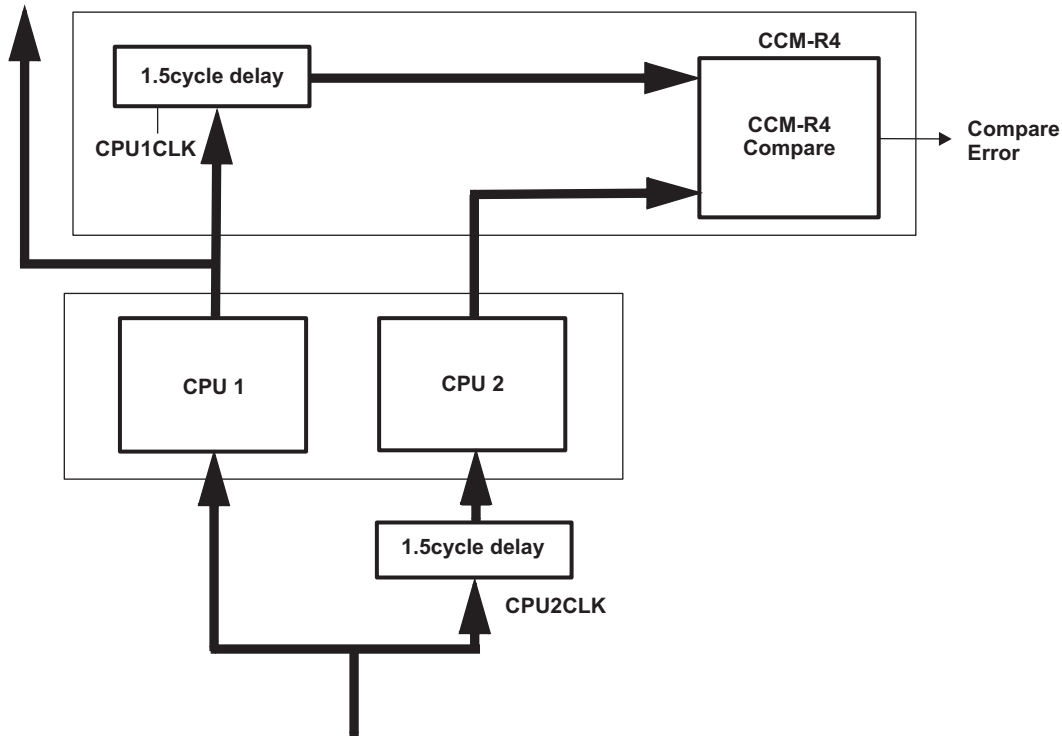 CCM-R4
1.5cycle delay
CPU1CLK
CCM-R4
Compare
Compare
Error
CPU 1
CPU 2
1.5cycle delay
CPU2CLK